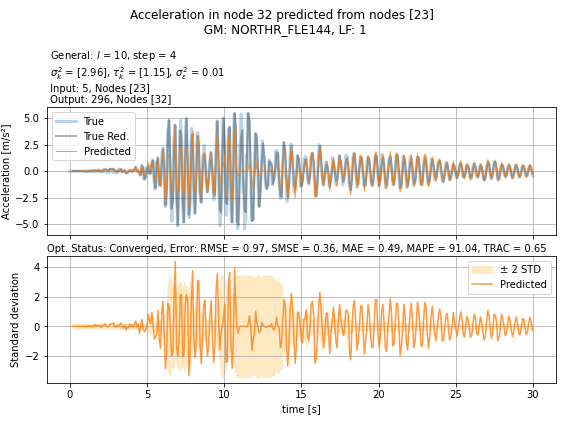 Acceleration in node 32 predicted from nodes [23]
GM: NORTHR_FLE144, LF: 1
General: l = 10, step = 4
σ²ₖ = [2.96], τ²ₖ = [1.15], σ²ᵣ = 0.01
Input: 5, Nodes [23]
Output: 296, Nodes [32]
Acceleration [m/s²]
5.0
2.5
0.0
−2.5
−5.0
True
True Red.
Predicted
Opt. Status: Converged, Error: RMSE = 0.97, SMSE = 0.36, MAE = 0.49, MAPE = 91.04, TRAC = 0.65
Standard deviation
4
2
0
−2
± 2 STD
Predicted
0 5 10 15 20 25 30
time [s]